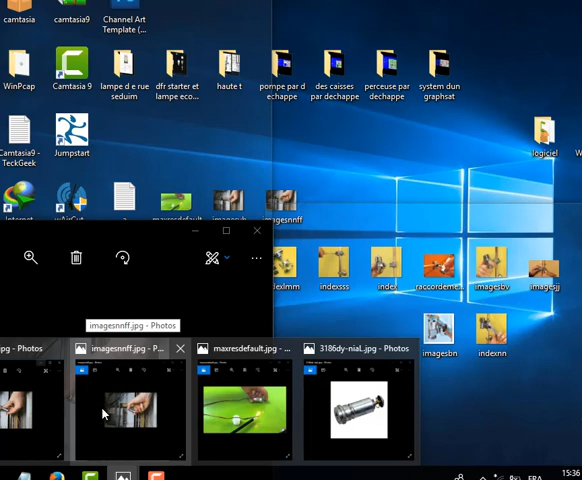 camtasia
camtasia9
Channel Art
Template (...
WinPcap
Camtasia 9
lampe d e rue
seduim
dfr starter et
lampe eco...
haute t
pompe par d
echappe
des caisses
par dechappe
perceuse par
dechappe
system dun
graphsat
Camtasia9 -
TeckGeek
Jumpstart
logiciel
Internet
maxresdefault
imagesnnff
indexsss
index
raccordeme...
imagesbv
imagesjj
imagesbn
indexnn
imagesnnff.jpg - Photos
.jpg - Photos
imagesnnff.jpg - P...
maxresdefault.jpg - ...
3186dy-niaL.jpg - Photos
FRA
15:36